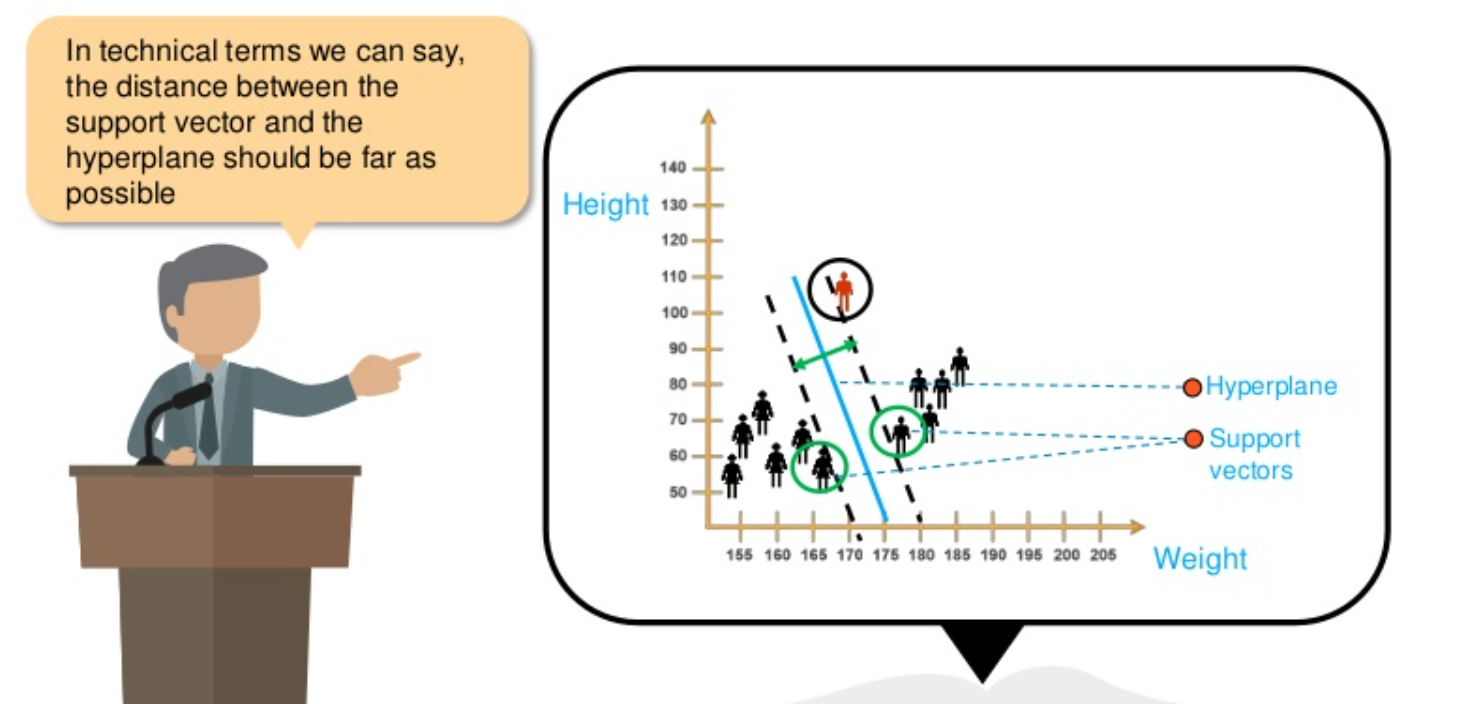 In technical terms we can say,
the distance between the
support vector and the
hyperplane should be far as
possible
140
Height
130
120
110
100
90
80
70
60
50
Hyperplane
Support
vectors
155 160 165 170 175 180 185 190 195 200 205
Weight